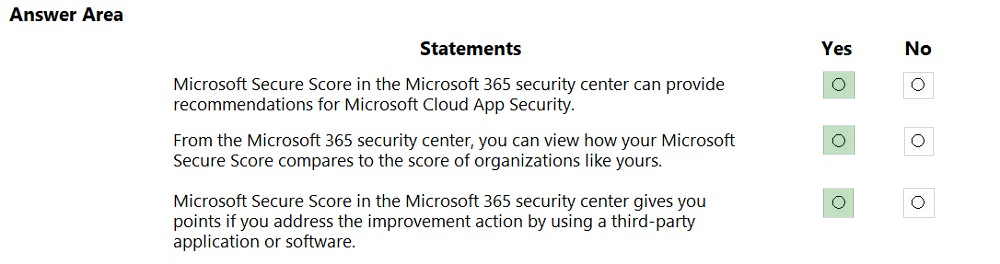 Answer Area
Statements Yes No
Microsoft Secure Score in the Microsoft 365 security center can provide
recommendations for Microsoft Cloud App Security.
From the Microsoft 365 security center, you can view how your Microsoft
Secure Score compares to the score of organizations like yours.
Microsoft Secure Score in the Microsoft 365 security center gives you
points if you address the improvement action by using a third-party
application or software.